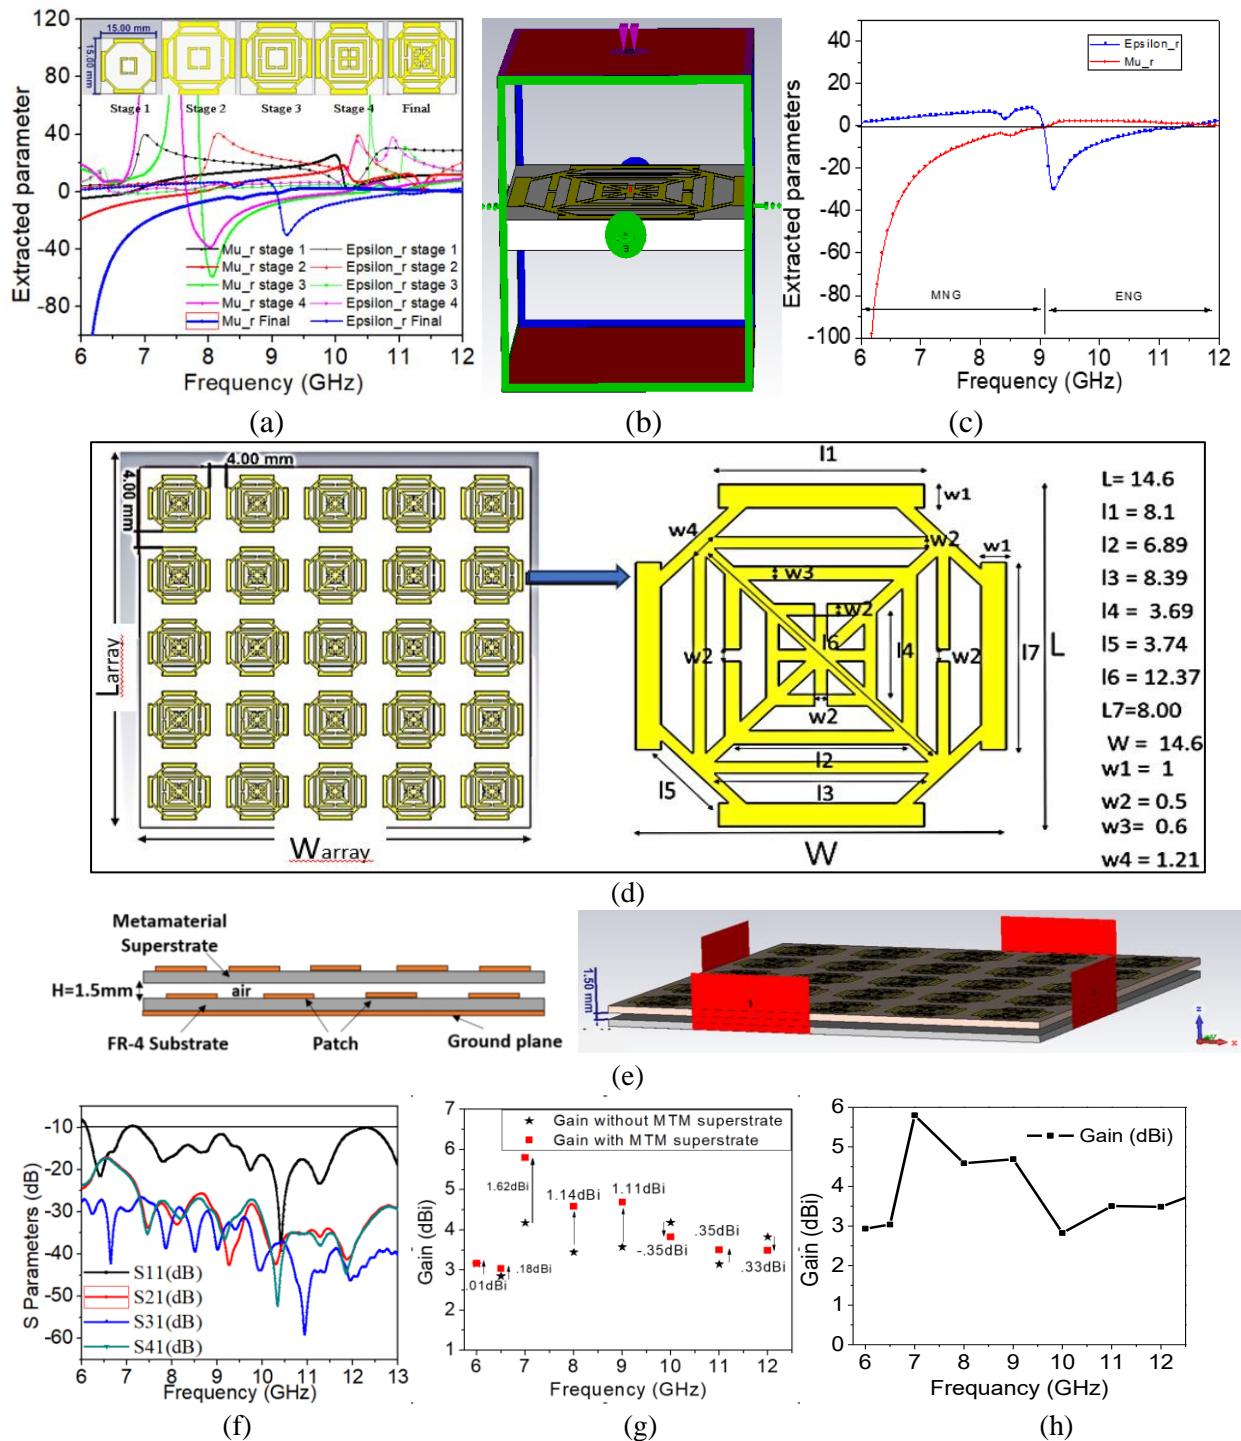 120
80
40
0
-40
-80
Extracted parameter
15.00 mm
15.00 mm
Stage 1
Stage 2
Stage 3
Stage 4
Final
Mu_r stage 1
Epsilon_r stage 1
Mu_r stage 2
Epsilon_r stage 2
Mu_r stage 3
Epsilon_r stage 3
Mu_r stage 4
Epsilon_r stage 4
Mu_r Final
Epsilon_r Final
6 7 8 9 10 11 12
Frequency (GHz)
(a)
3
(b)
40
20
0
-20
-40
-60
-80
-100
Extracted parameters
Epsilon_r
Mu_r
MNG
ENG
6 7 8 9 10 11 12
Frequency (GHz)
(c)
4.00 mm
4.00 mm
Larray
Warray
l1
w1
w4
w2
w1
w3
w2
l6
l4
w2
w2
l7
L
w2
l2
l5
l3
W
L= 14.6
l1 = 8.1
l2 = 6.89
l3 = 8.39
l4 = 3.69
l5 = 3.74
l6 = 12.37
L7=8.00
W = 14.6
w1 = 1
w2 = 0.5
w3= 0.6
w4 = 1.21
(d)
Metamaterial
Superstrate
H=1.5mm
air
FR-4 Substrate
Patch
Ground plane
1.50 mm
1
z
x
(e)
-10
-20
-30
-40
-50
-60
S Parameters (dB)
S11(dB)
S21(dB)
S31(dB)
S41(dB)
6 7 8 9 10 11 12 13
Frequency (GHz)
(f)
7
6
5
4
3
2
1
Gain (dBi)
Gain without MTM superstrate
Gain with MTM superstrate
1.62dBi
1.14dBi
1.11dBi
.01dBi
.18dBi
-.35dBi
.35dBi
.33dBi
6 7 8 9 10 11 12
Frequency (GHz)
(g)
6
5
4
3
2
1
0
Gain (dBi)
Gain (dBi)
6 7 8 9 10 11 12
Frequancy (GHz)
(h)